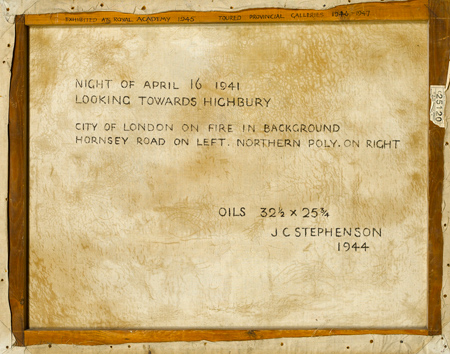 EXHIBITED AT ROYAL ACADEMY 1945 TOURED PROVINCIAL GALLERIES 1946-1947
NIGHT OF APRIL 16 1941
LOOKING TOWARDS HIGHBURY
CITY OF LONDON ON FIRE IN BACKGROUND
HORNSEY ROAD ON LEFT. NORTHERN POLY. ON RIGHT
25120
OILS 32½ × 25¾
J C STEPHENSON
1944